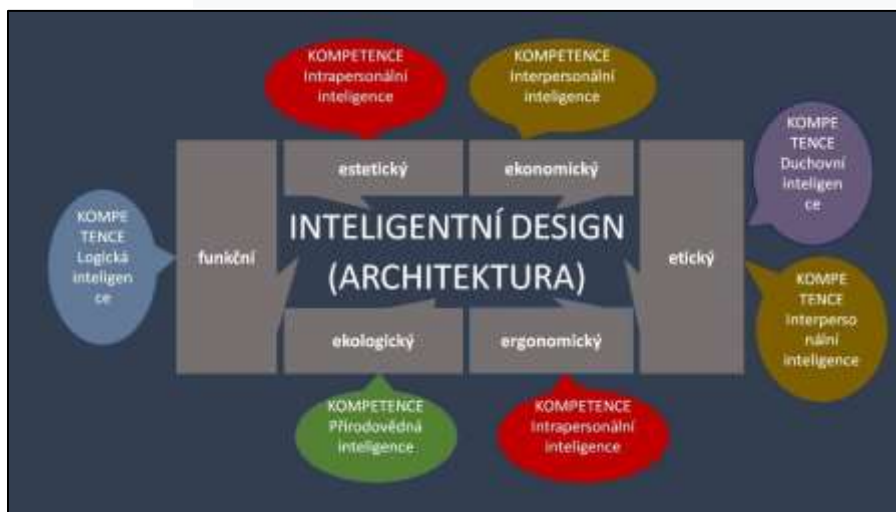 KOMPETENCE
Intrapersonální
inteligence
KOMPETENCE
Interpersonální
inteligence
KOMPE
TENCE
Duchovní
inteligen
ce
estetický
ekonomický
KOMPE
TENCE
Logická
inteligen
ce
funkční
INTELIGENTNÍ DESIGN
(ARCHITEKTURA)
etický
KOMPE
TENCE
Interperso
nální
inteligence
ekologický
ergonomický
KOMPETENCE
Přírodovědná
inteligence
KOMPETENCE
Intrapersonální
inteligence